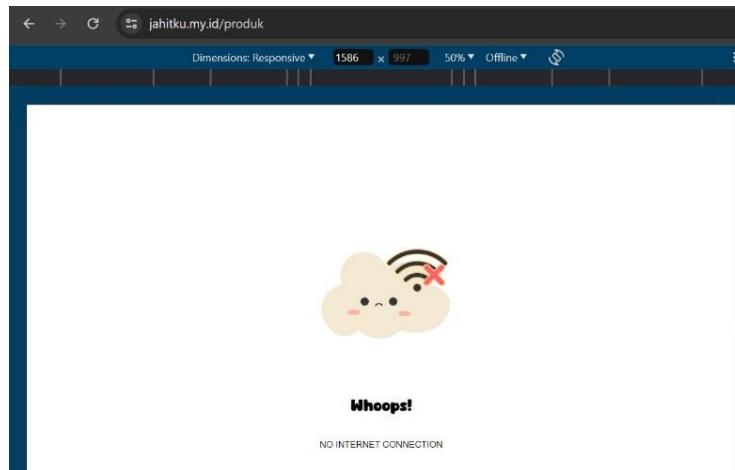 jahitku.my.id/produk
Dimensions: Responsive ▼ 1586 x 997 50% ▼ Offline ▼
Whoops!
NO INTERNET CONNECTION